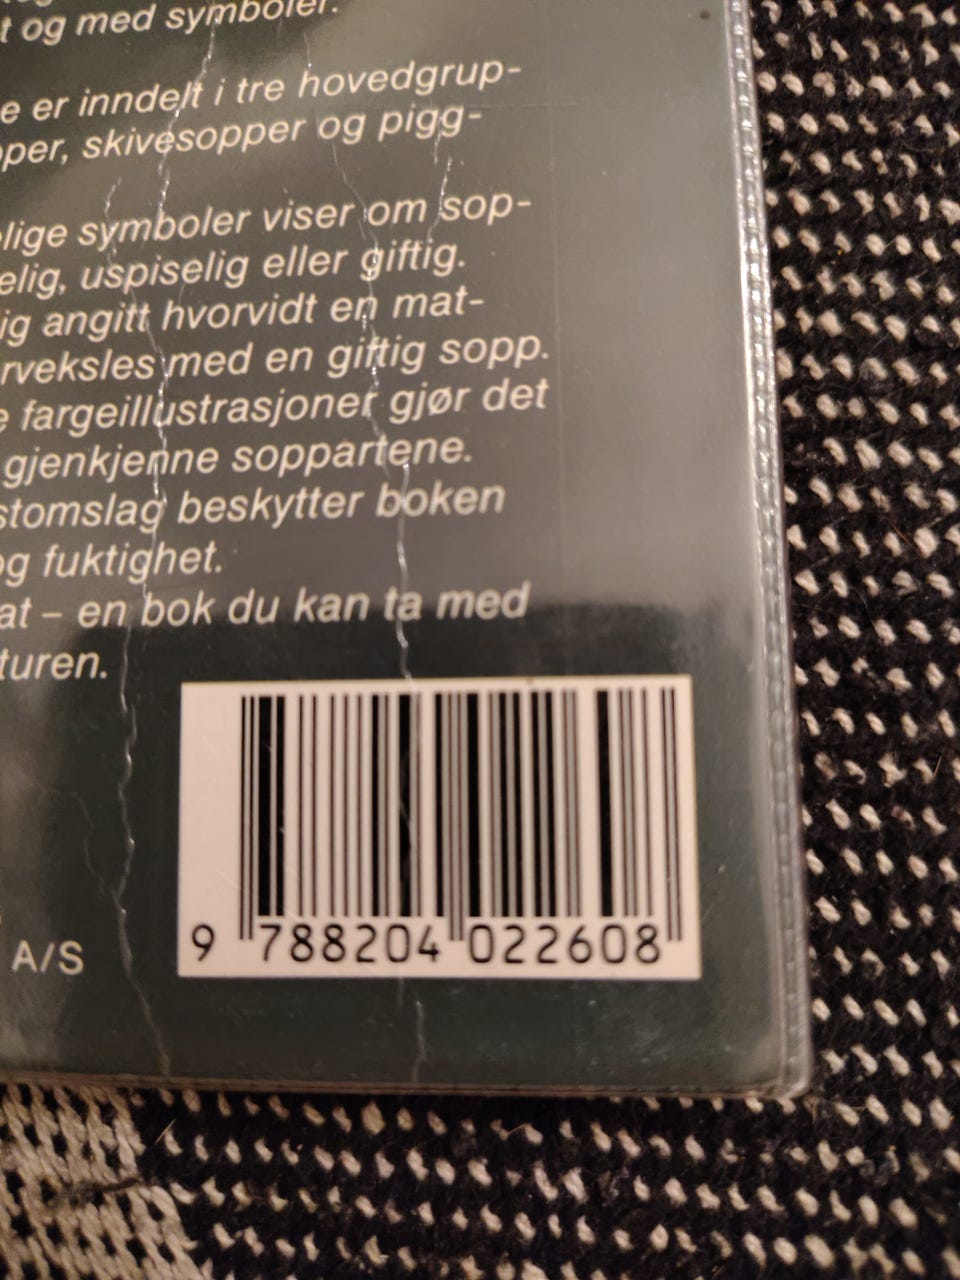 t og med symboler.
e er inndelt i tre hovedgrup-
pper, skivesopper og pigg-
elige symboler viser om sop-
elig, uspiselig eller giftig.
ig angitt hvorvidt en mat-
rveksles med en giftig sopp.
e fargeillustrasjoner gjør det
gjenkjenne soppartene.
stomslag beskytter boken
og fuktighet.
at – en bok du kan ta med
turen.
A/S
9 788204 022608